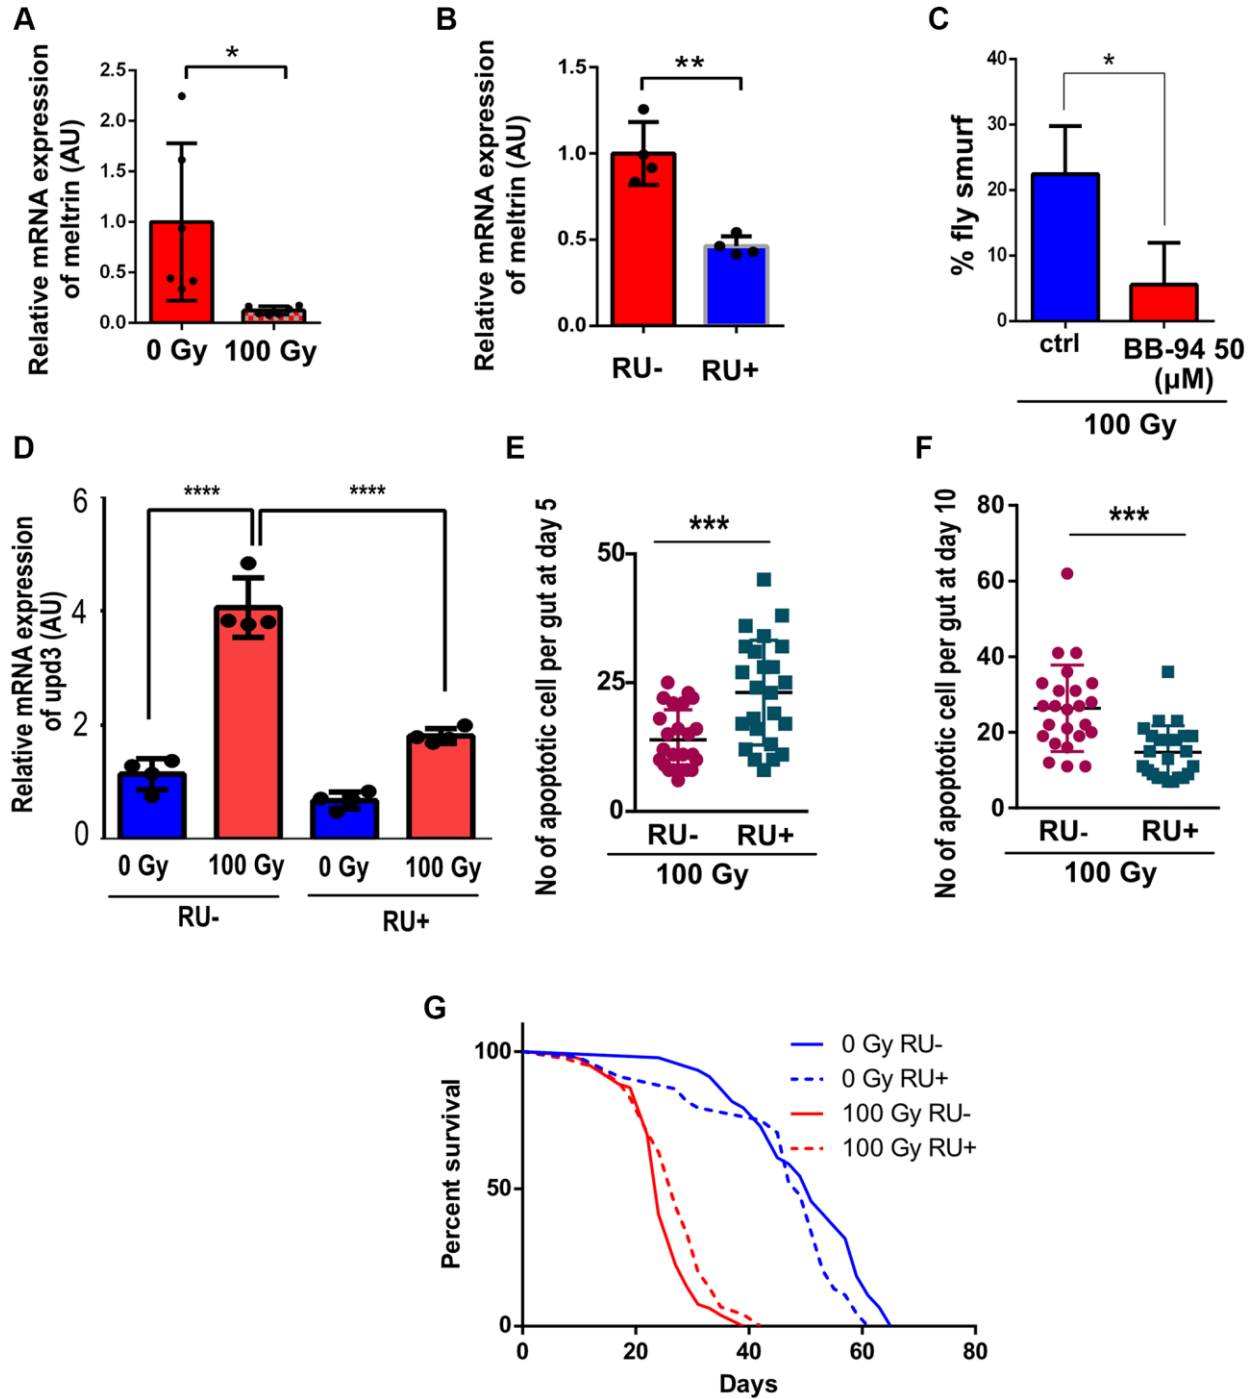 A
Relative mRNA expression
of meltrin (AU)
2.5
2.0
1.5
1.0
0.5
0.0
*
0 Gy
100 Gy
B
Relative mRNA expression
of meltrin (AU)
1.5
1.0
0.5
0.0
**
RU-
RU+
C
% fly smurf
40
30
20
10
0
*
ctrl
BB-94 50
(µM)
100 Gy
D
Relative mRNA expression
of upd3 (AU)
6
4
2
0
****
****
0 Gy
100 Gy
0 Gy
100 Gy
RU-
RU+
E
No of apoptotic cell per gut at day 5
50
25
0
***
RU-
RU+
100 Gy
F
No of apoptotic cell per gut at day 10
80
60
40
20
0
***
RU-
RU+
100 Gy
G
Percent survival
100
50
0
0 Gy RU-
0 Gy RU+
100 Gy RU-
100 Gy RU+
0
20
40
60
80
Days